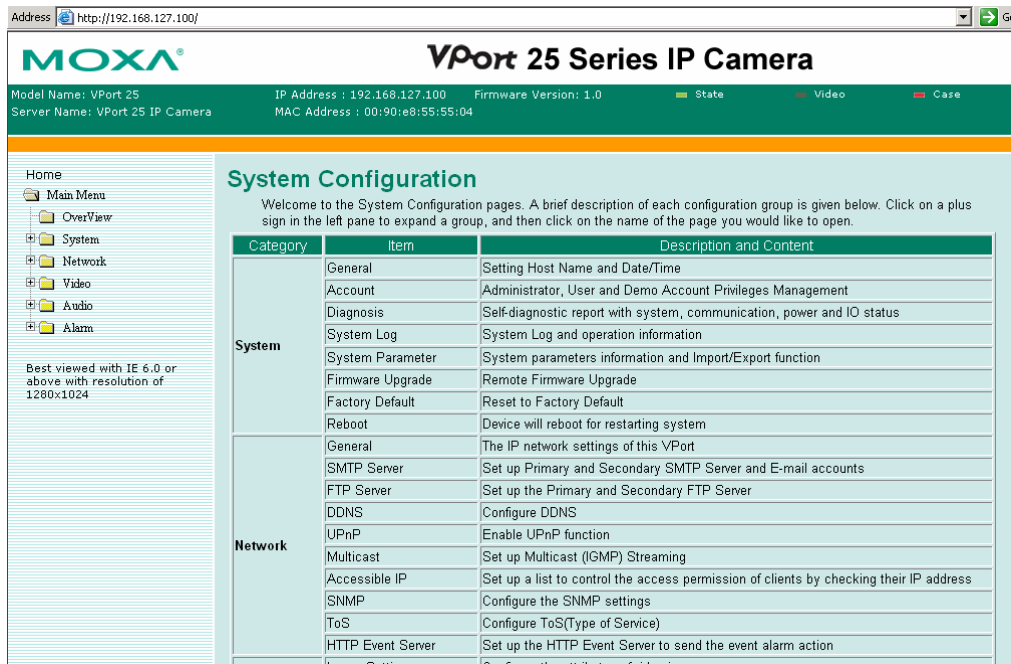 Address http://192.168.127.100/
MOXA®
VPort 25 Series IP Camera
Model Name: VPort 25 IP Address : 192.168.127.100 Firmware Version: 1.0 State Video Case
Server Name: VPort 25 IP Camera MAC Address : 00:90:e8:55:55:04
Home
Main Menu
OverView
System
Network
Video
Audio
Alarm
Best viewed with IE 6.0 or
above with resolution of
1280x1024
System Configuration
Welcome to the System Configuration pages. A brief description of each configuration group is given below. Click on a plus
sign in the left pane to expand a group, and then click on the name of the page you would like to open.
Category Item Description and Content
System
General Setting Host Name and Date/Time
Account Administrator, User and Demo Account Privileges Management
Diagnosis Self-diagnostic report with system, communication, power and IO status
System Log System Log and operation information
System Parameter System parameters information and Import/Export function
Firmware Upgrade Remote Firmware Upgrade
Factory Default Reset to Factory Default
Reboot Device will reboot for restarting system
Network
General The IP network settings of this VPort
SMTP Server Set up Primary and Secondary SMTP Server and E-mail accounts
FTP Server Set up the Primary and Secondary FTP Server
DDNS Configure DDNS
UPnP Enable UPnP function
Multicast Set up Multicast (IGMP) Streaming
Accessible IP Set up a list to control the access permission of clients by checking their IP address
SNMP Configure the SNMP settings
ToS Configure ToS(Type of Service)
HTTP Event Server Set up the HTTP Event Server to send the event alarm action